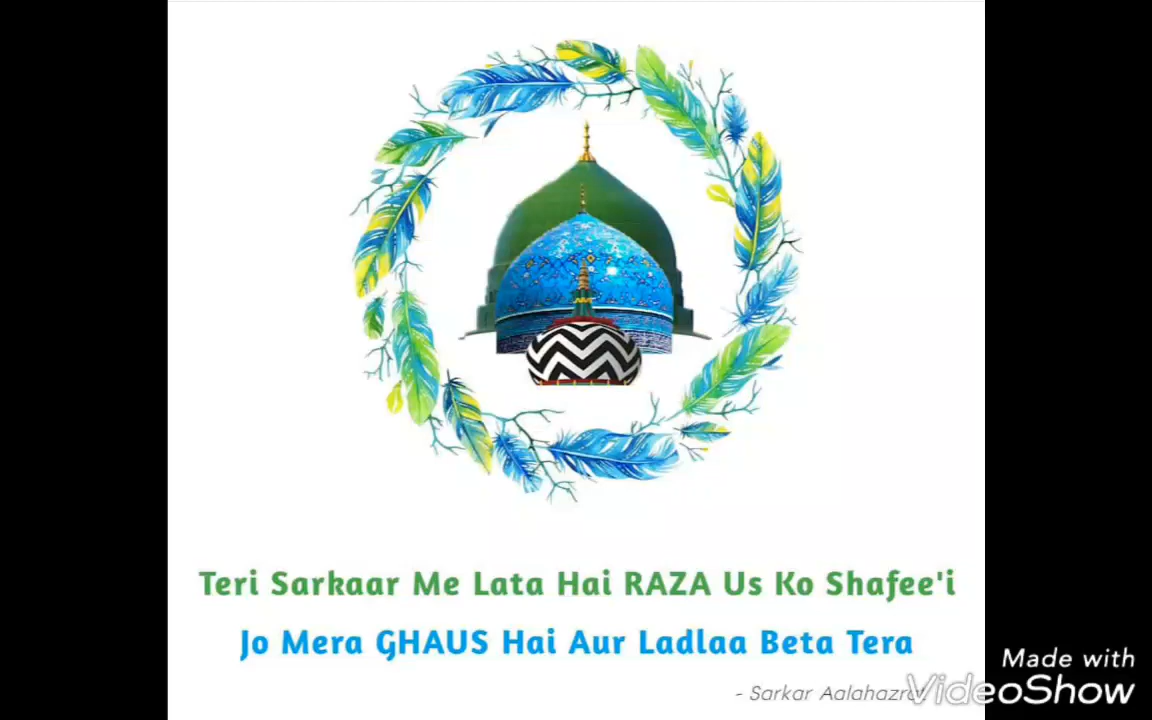 Teri Sarkaar Me Lata Hai RAZA Us Ko Shafee'i
Jo Mera GHAUS Hai Aur Ladlaa Beta Tera
- Sarkar Aalahazrat
Made with
VideoShow